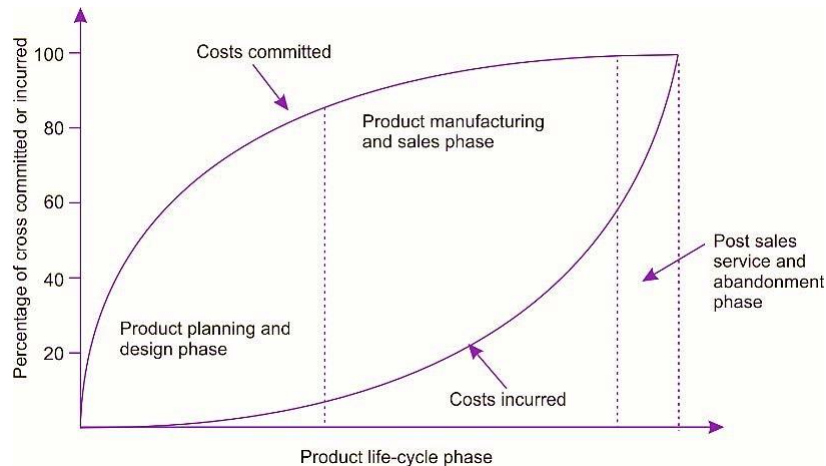 Percentage of cross committed or incurred
100
80
60
40
20
Costs committed
Product manufacturing
and sales phase
Product planning and
design phase
Costs incurred
Post sales
service and
abandonment
phase
Product life-cycle phase